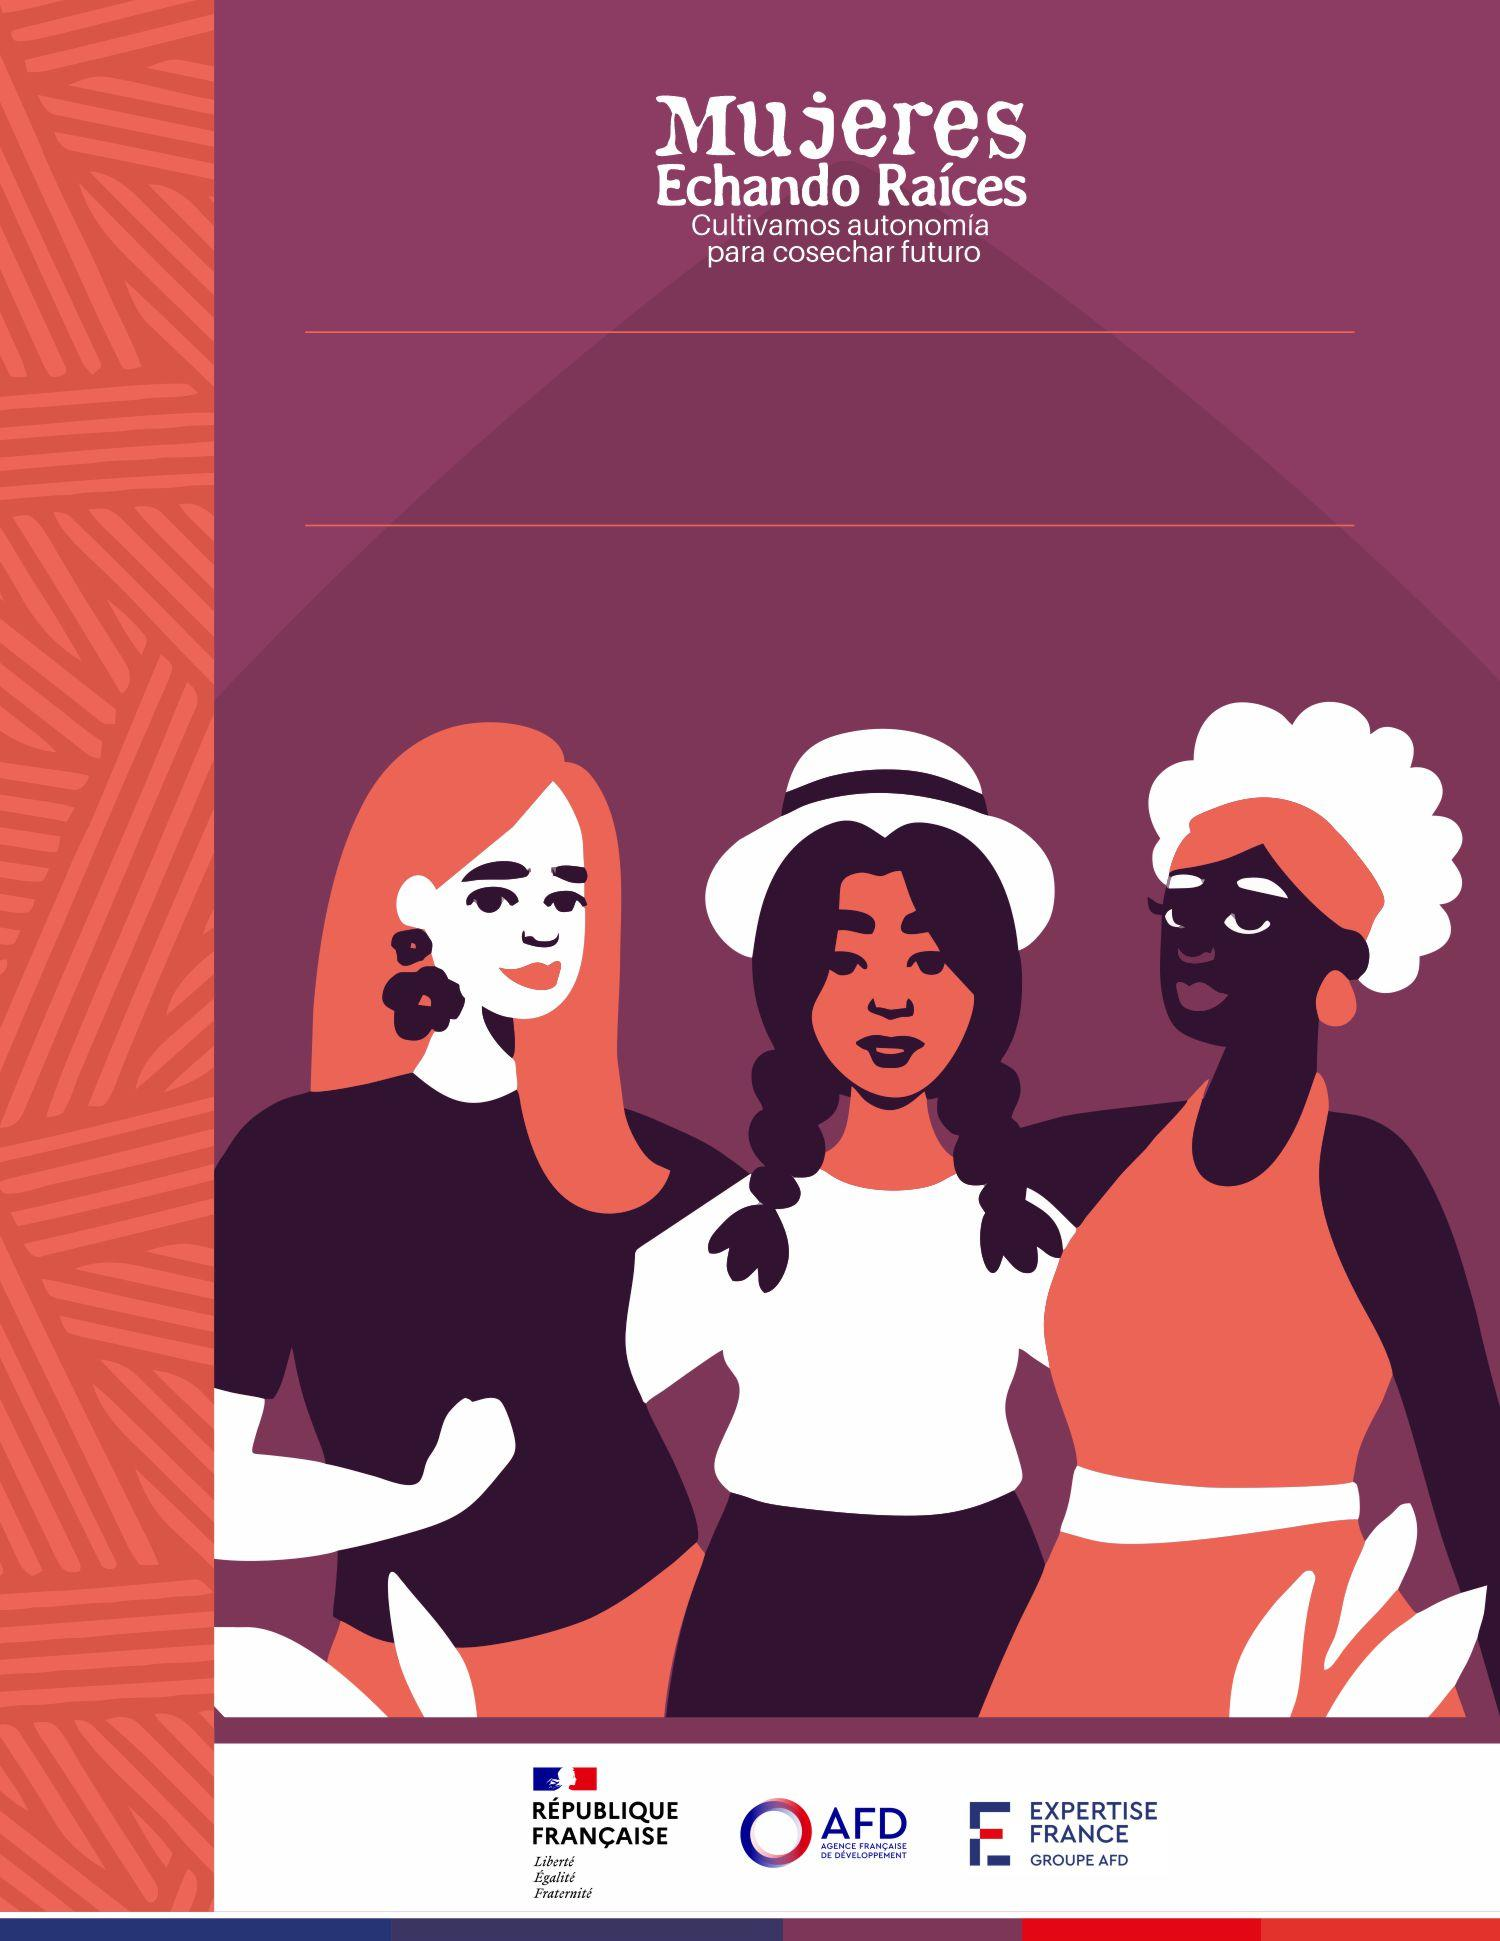 Mujeres
Echando Raíces
Cultivamos autonomía
para cosechar futuro
RÉPUBLIQUE
FRANÇAISE
Liberté
Égalité
Fraternité
AFD
AGENCE FRANÇAISE
DE DÉVELOPPEMENT
EXPERTISE
FRANCE
GROUPE AFD